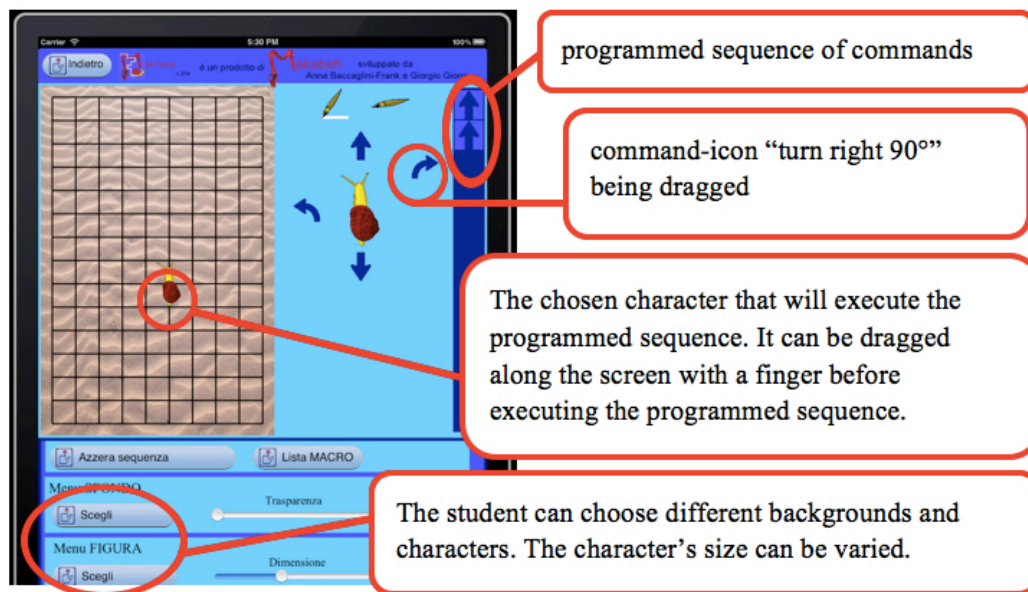 Carrier 5:30 PM 100%
Indietro
é un prodotto di Makisheh sviluppato da
Anna Baccaglini-Frank e Giorgio
Azzera sequenza Lista MACRO
Menu SFONDO
Scegli
Trasparenza
Menu FIGURA
Scegli
Dimensione
programmed sequence of commands
command-icon “turn right 90°”
being dragged
The chosen character that will execute the
programmed sequence. It can be dragged
along the screen with a finger before
executing the programmed sequence.
The student can choose different backgrounds and
characters. The character’s size can be varied.